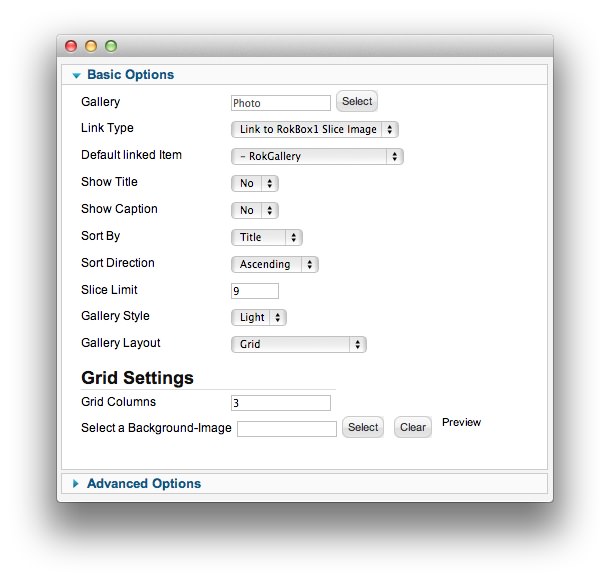 Basic Options
Gallery Photo Select
Link Type Link to RokBox1 Slice Image
Default linked Item - RokGallery
Show Title No
Show Caption No
Sort By Title
Sort Direction Ascending
Slice Limit 9
Gallery Style Light
Gallery Layout Grid
Grid Settings
Grid Columns 3
Select a Background-Image Select Clear Preview
Advanced Options